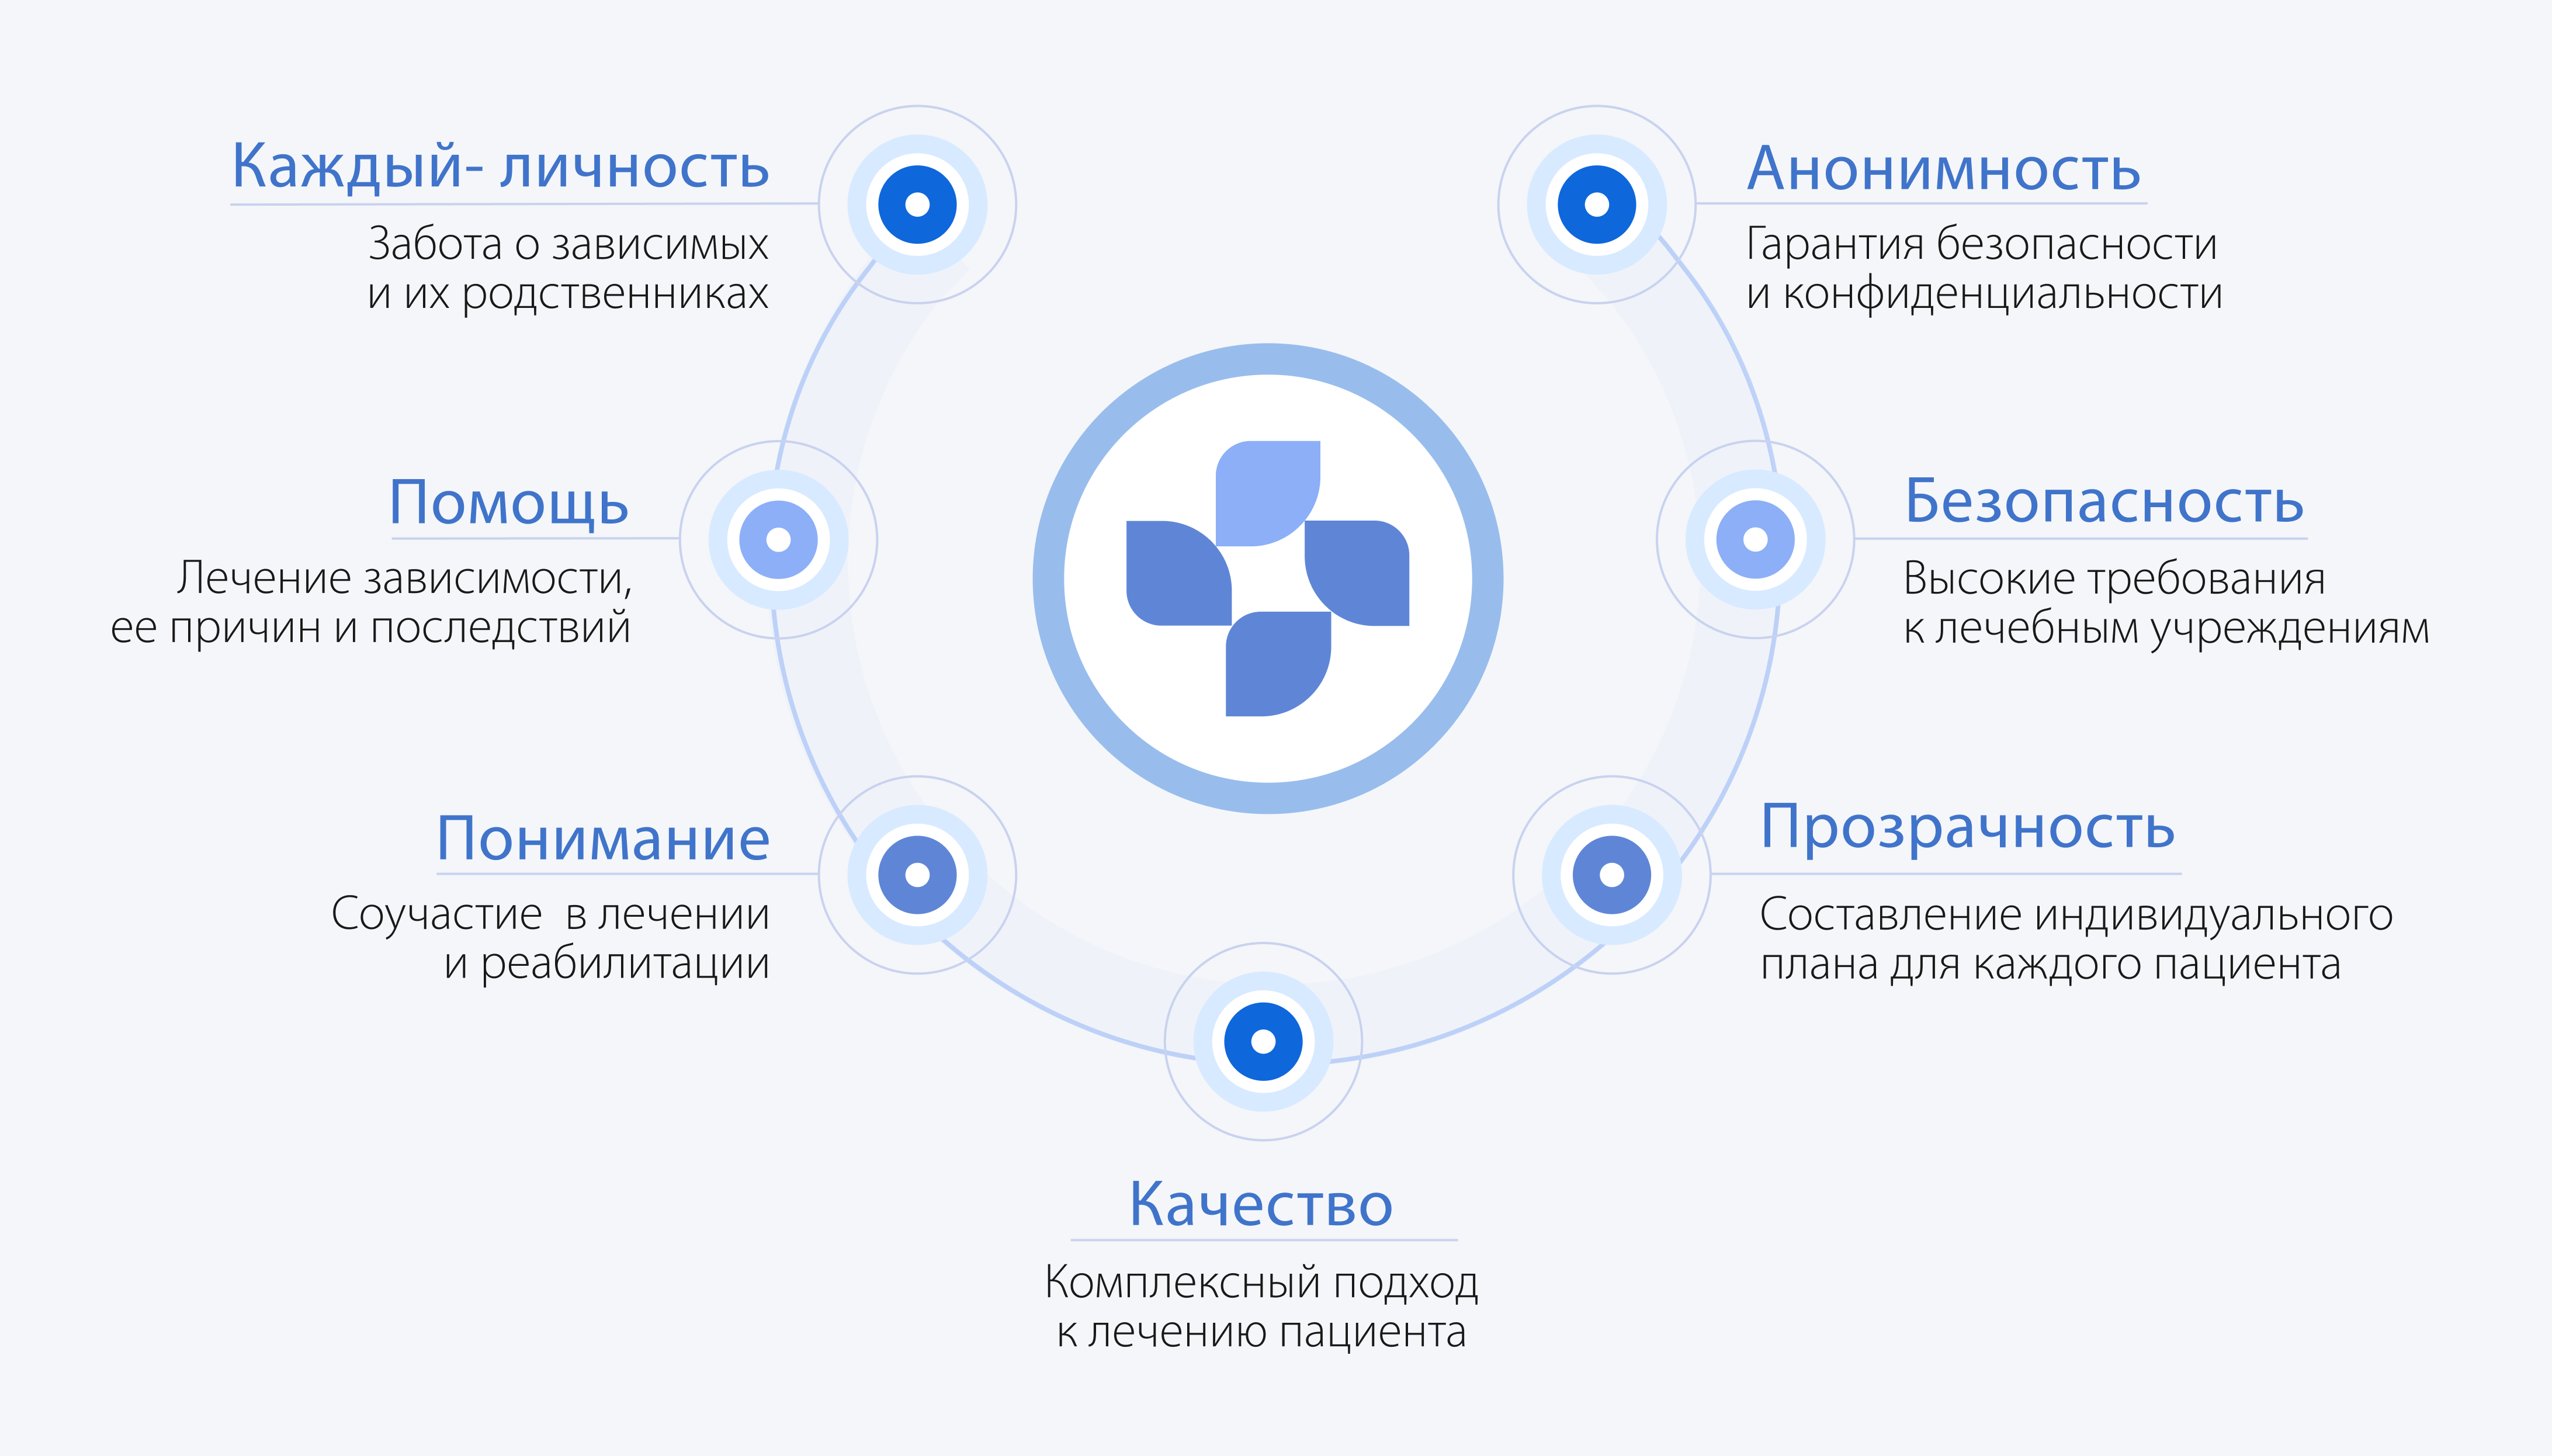 Каждый- личность
Забота о зависимых
и их родственниках
Помощь
Лечение зависимости,
ее причин и последствий
Понимание
Соучастие  в лечении
и реабилитации
Качество
Комплексный подход
к лечению пациента
Анонимность
Гарантия безопасности
и конфиденциальности
Безопасность
Высокие требования
к лечебным учреждениям
Прозрачность
Составление индивидуального
плана для каждого пациента